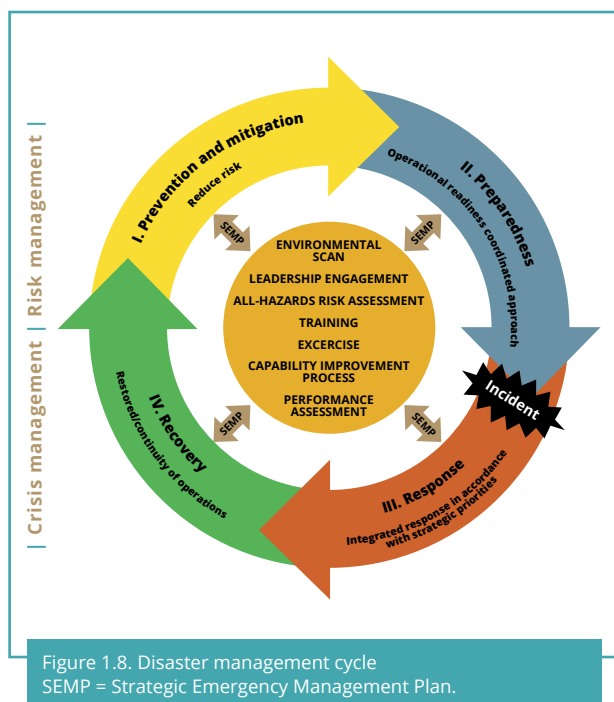 Risk management
Crisis management
I. Prevention and mitigation
Reduce risk
II. Preparedness
Operational readiness coordinated approach
Incident
III. Response
Integrated response in accordance
with strategic priorities
IV. Recovery
Restored/continuity of operations
SEMP
SEMP
SEMP
SEMP
ENVIRONMENTAL
SCAN
LEADERSHIP ENGAGEMENT
ALL-HAZARDS RISK ASSESSMENT
TRAINING
EXCERCISE
CAPABILITY IMPROVEMENT
PROCESS
PERFORMANCE
ASSESSMENT
Figure 1.8. Disaster management cycle
SEMP = Strategic Emergency Management Plan.